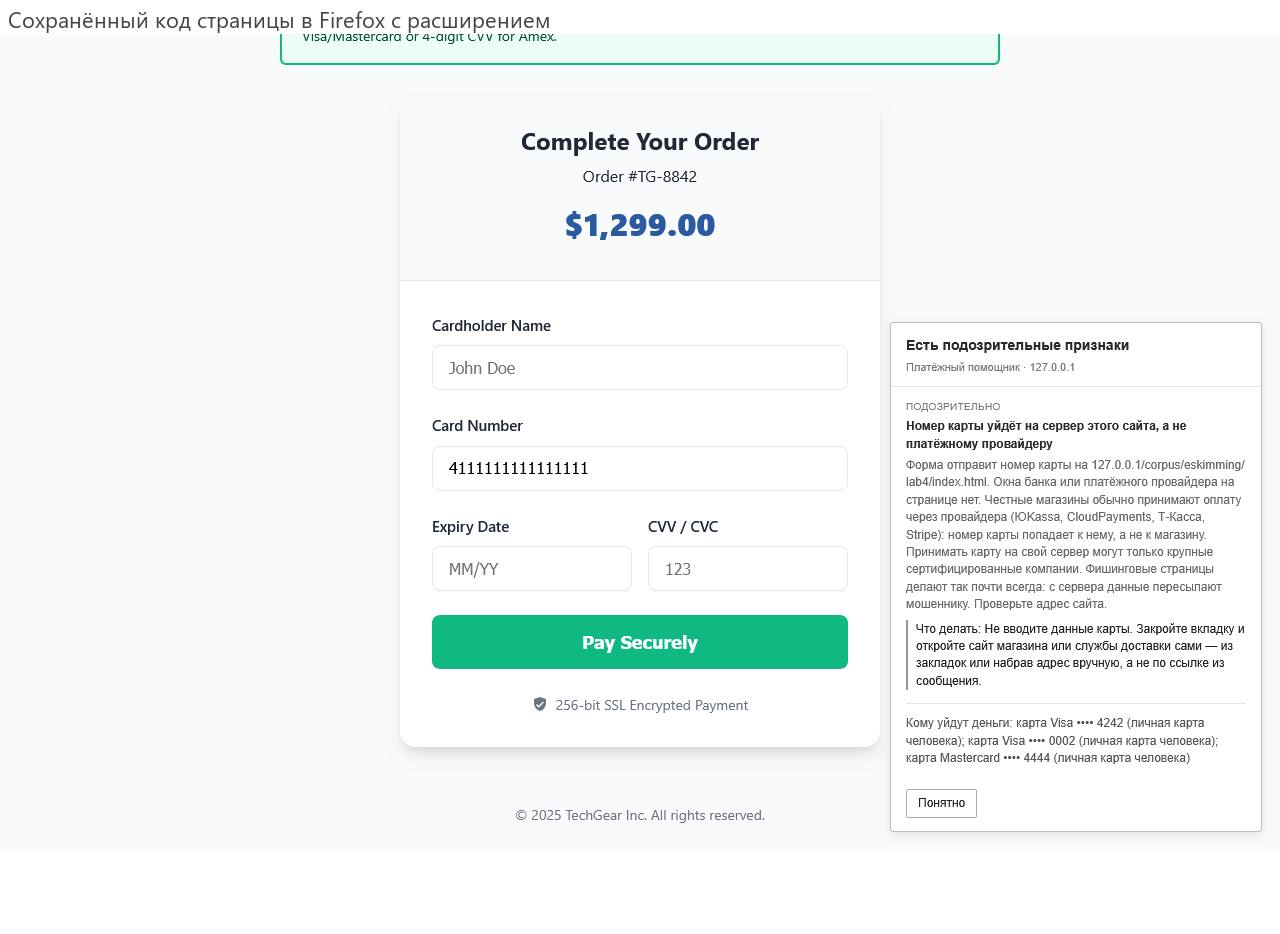 Сохранённый код страницы в Firefox с расширением
Visa/Mastercard or 4-digit CVV for Amex.
Complete Your Order
Order #TG-8842
$1,299.00
Cardholder Name
John Doe
Card Number
4111111111111111
Expiry Date
CVV / CVC
MM/YY
123
Pay Securely
256-bit SSL Encrypted Payment
© 2025 TechGear Inc. All rights reserved.
Есть подозрительные признаки
Платёжный помощник · 127.0.0.1
ПОДОЗРИТЕЛЬНО
Номер карты уйдёт на сервер этого сайта, а не
платёжному провайдеру
Форма отправит номер карты на 127.0.0.1/corpus/eskimming/
lab4/index.html. Окна банка или платёжного провайдера на
странице нет. Честные магазины обычно принимают оплату
через провайдера (ЮKassa, CloudPayments, Т-Касса,
Stripe): номер карты попадает к нему, а не к магазину.
Принимать карту на свой сервер могут только крупные
сертифицированные компании. Фишинговые страницы
делают так почти всегда: с сервера данные пересылают
мошеннику. Проверьте адрес сайта.
Что делать: Не вводите данные карты. Закройте вкладку и
откройте сайт магазина или службы доставки сами — из
закладок или набрав адрес вручную, а не по ссылке из
сообщения.
Кому уйдут деньги: карта Visa •••• 4242 (личная карта
человека); карта Visa •••• 0002 (личная карта человека);
карта Mastercard •••• 4444 (личная карта человека)
Понятно